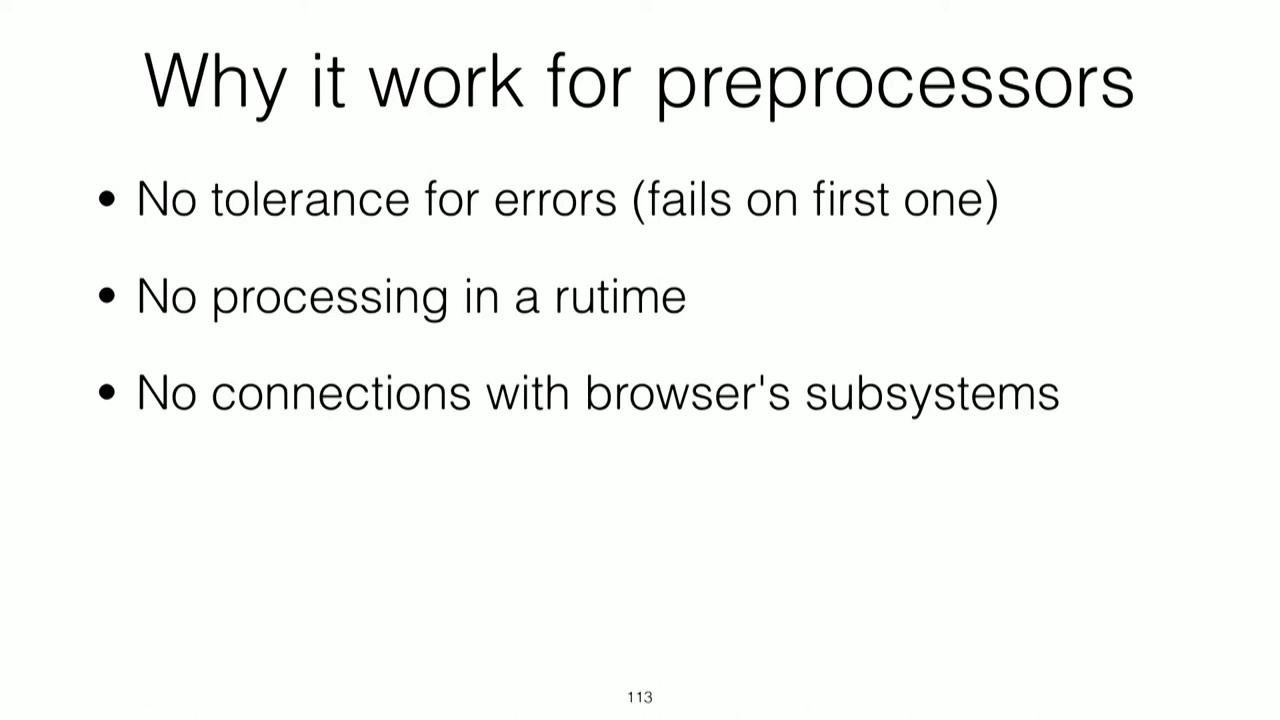 Why it work for preprocessors
• No tolerance for errors (fails on first one)
• No processing in a rutime
• No connections with browser's subsystems
113